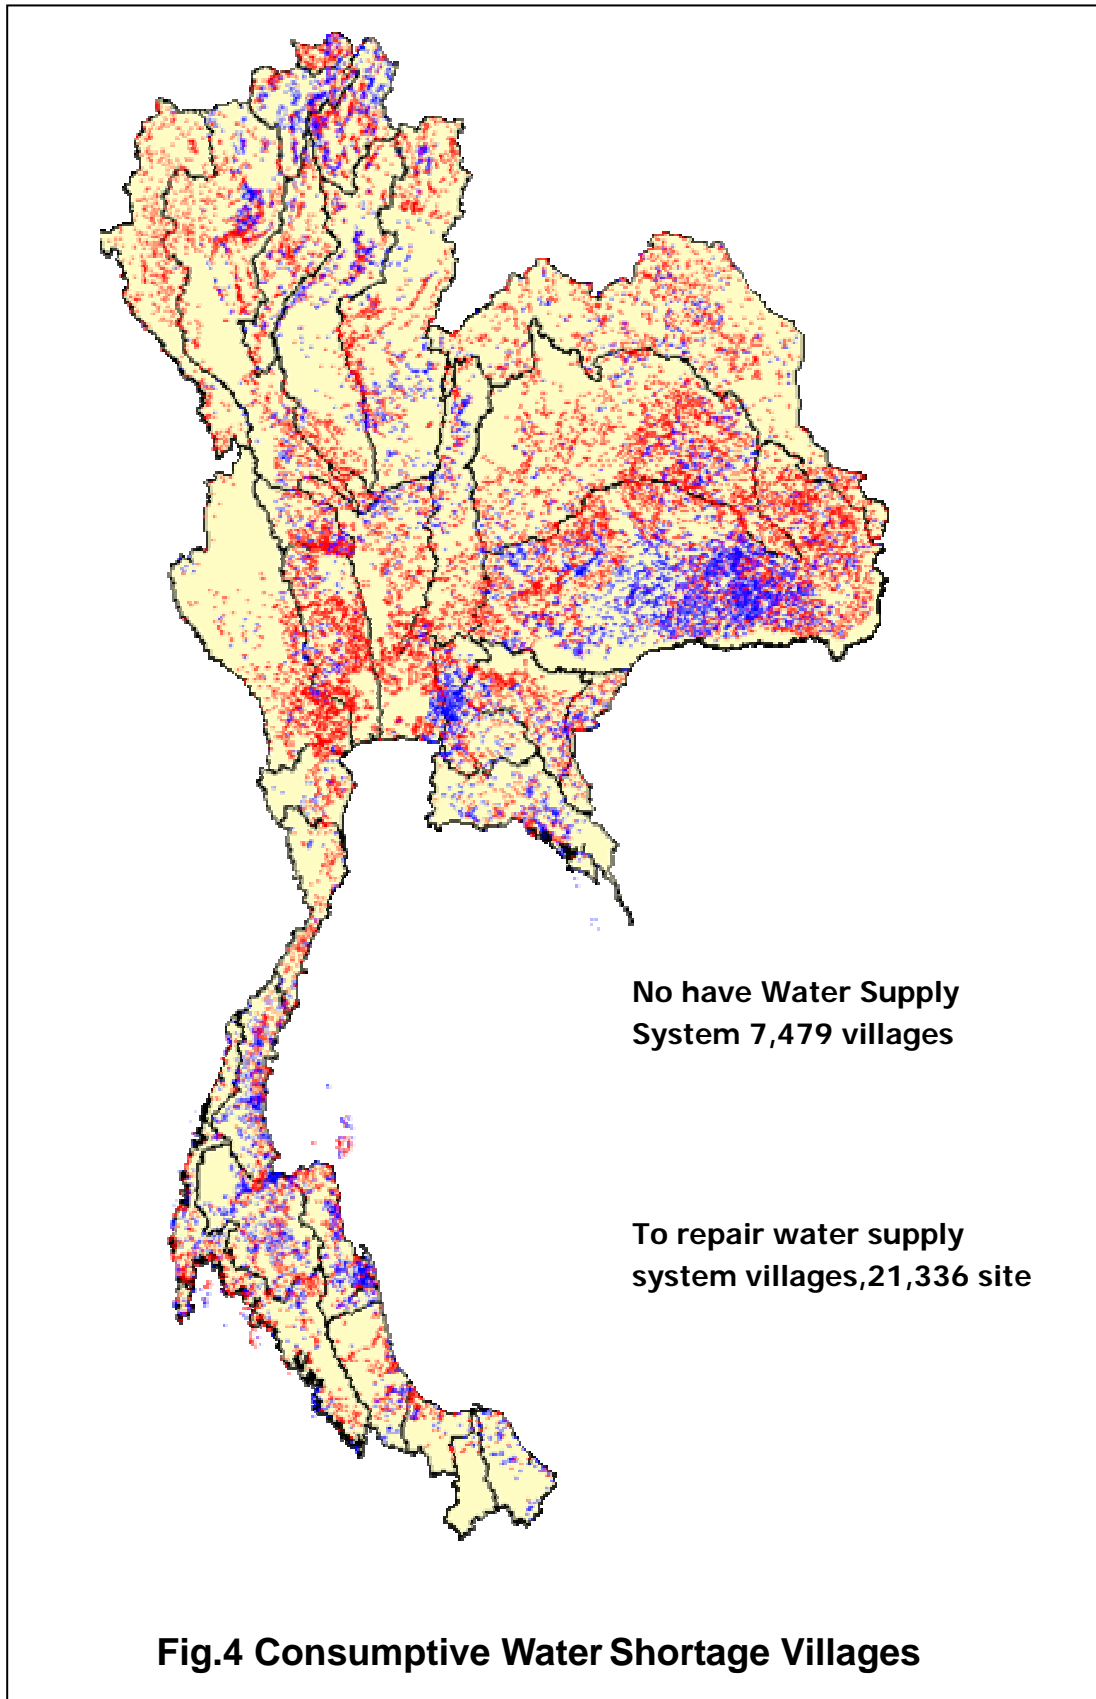 No have Water Supply
System 7,479 villages
To repair water supply
system villages,21,336 site
Fig.4 Consumptive Water Shortage Villages